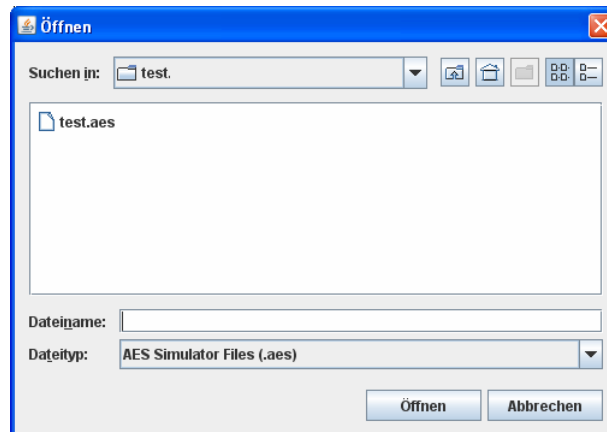 Öffnen
Suchen in: test.
test.aes
Dateiname:
Dateityp: AES Simulator Files (.aes)
Öffnen Abbrechen